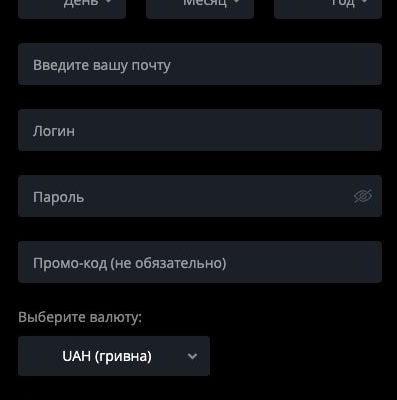 День Месяц Год
Введите вашу почту
Логин
Пароль
Промо-код (не обязательно)
Выберите валюту:
UAH (гривна)